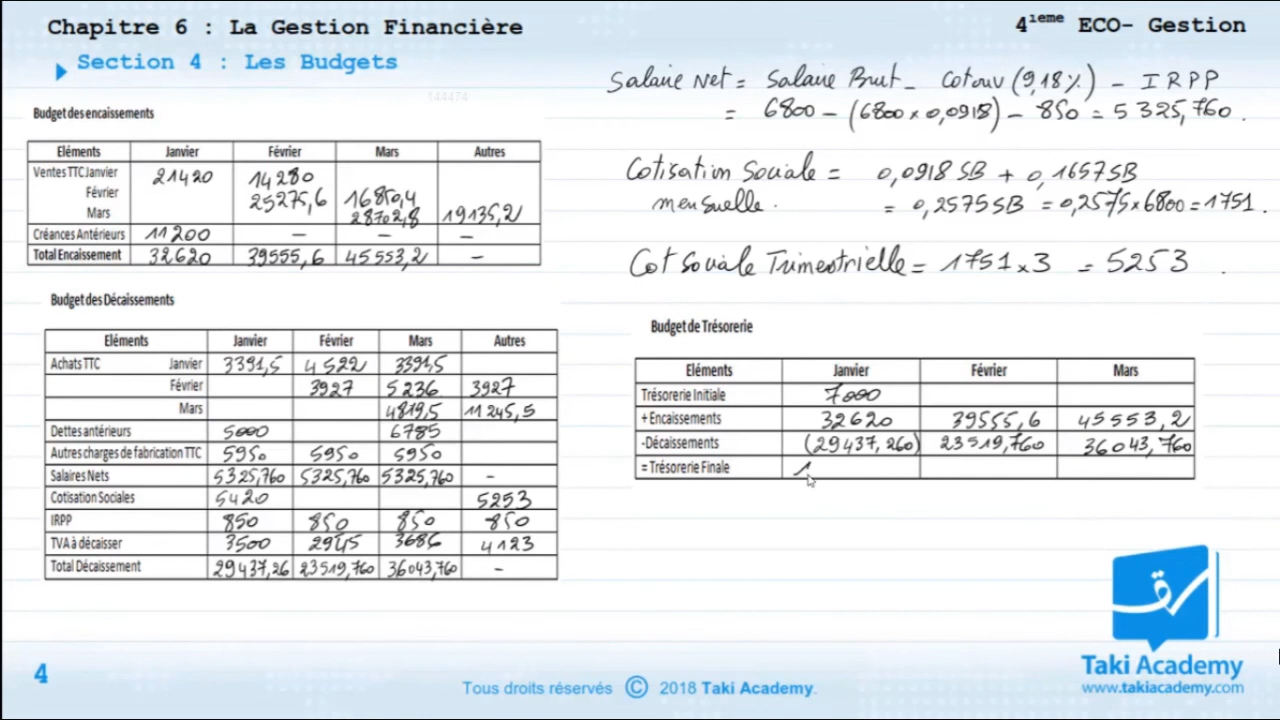 Chapitre 6 : La Gestion Financière
4ieme ECO- Gestion
Section 4 : Les Budgets
144474
Salaire Net = Salaire Brut - Cotouv (9,18%) - IRPP
= 6800 - (6800 x 0,0918) - 850 = 5325,760.
Cotisation Sociale = 0,0918 SB + 0,1657 SB
mensuelle. = 0,2575 SB = 0,2575 x 6800 = 1751.
Cot Sociale Trimestrielle = 1751 x 3 = 5253.
Budget des encaissements
Eléments Janvier Février Mars Autres
Ventes TTC Janvier 21420 14280
Février 25275,6 16850,4
Mars 28702,8 19135,2
Créances Antérieurs 11200 - - -
Total Encaissement 32620 39555,6 45553,2 -
Budget des Décaissements
Eléments Janvier Février Mars Autres
Achats TTC Janvier 3391,5 4522 3391,5
Février 3927 5236 3927
Mars 4819,5 11245,5
Dettes antérieurs 5000 6785
Autres charges de fabrication TTC 5950 5950 5950
Salaires Nets 5325,760 5325,760 5325,760 -
Cotisation Sociales 5420 5253
IRPP 850 850 850 850
TVA à décaisser 3500 2945 3686 4123
Total Décaissement 29437,26 23519,760 36043,760 -
Budget de Trésorerie
Eléments Janvier Février Mars
Trésorerie Initiale 7000
+ Encaissements 32620 39555,6 45553,2
-Décaissements (29437,260) 23519,760 36043,760
= Trésorerie Finale 1
4
Tous droits réservés © 2018 Taki Academy.
Taki Academy
www.takiacademy.com